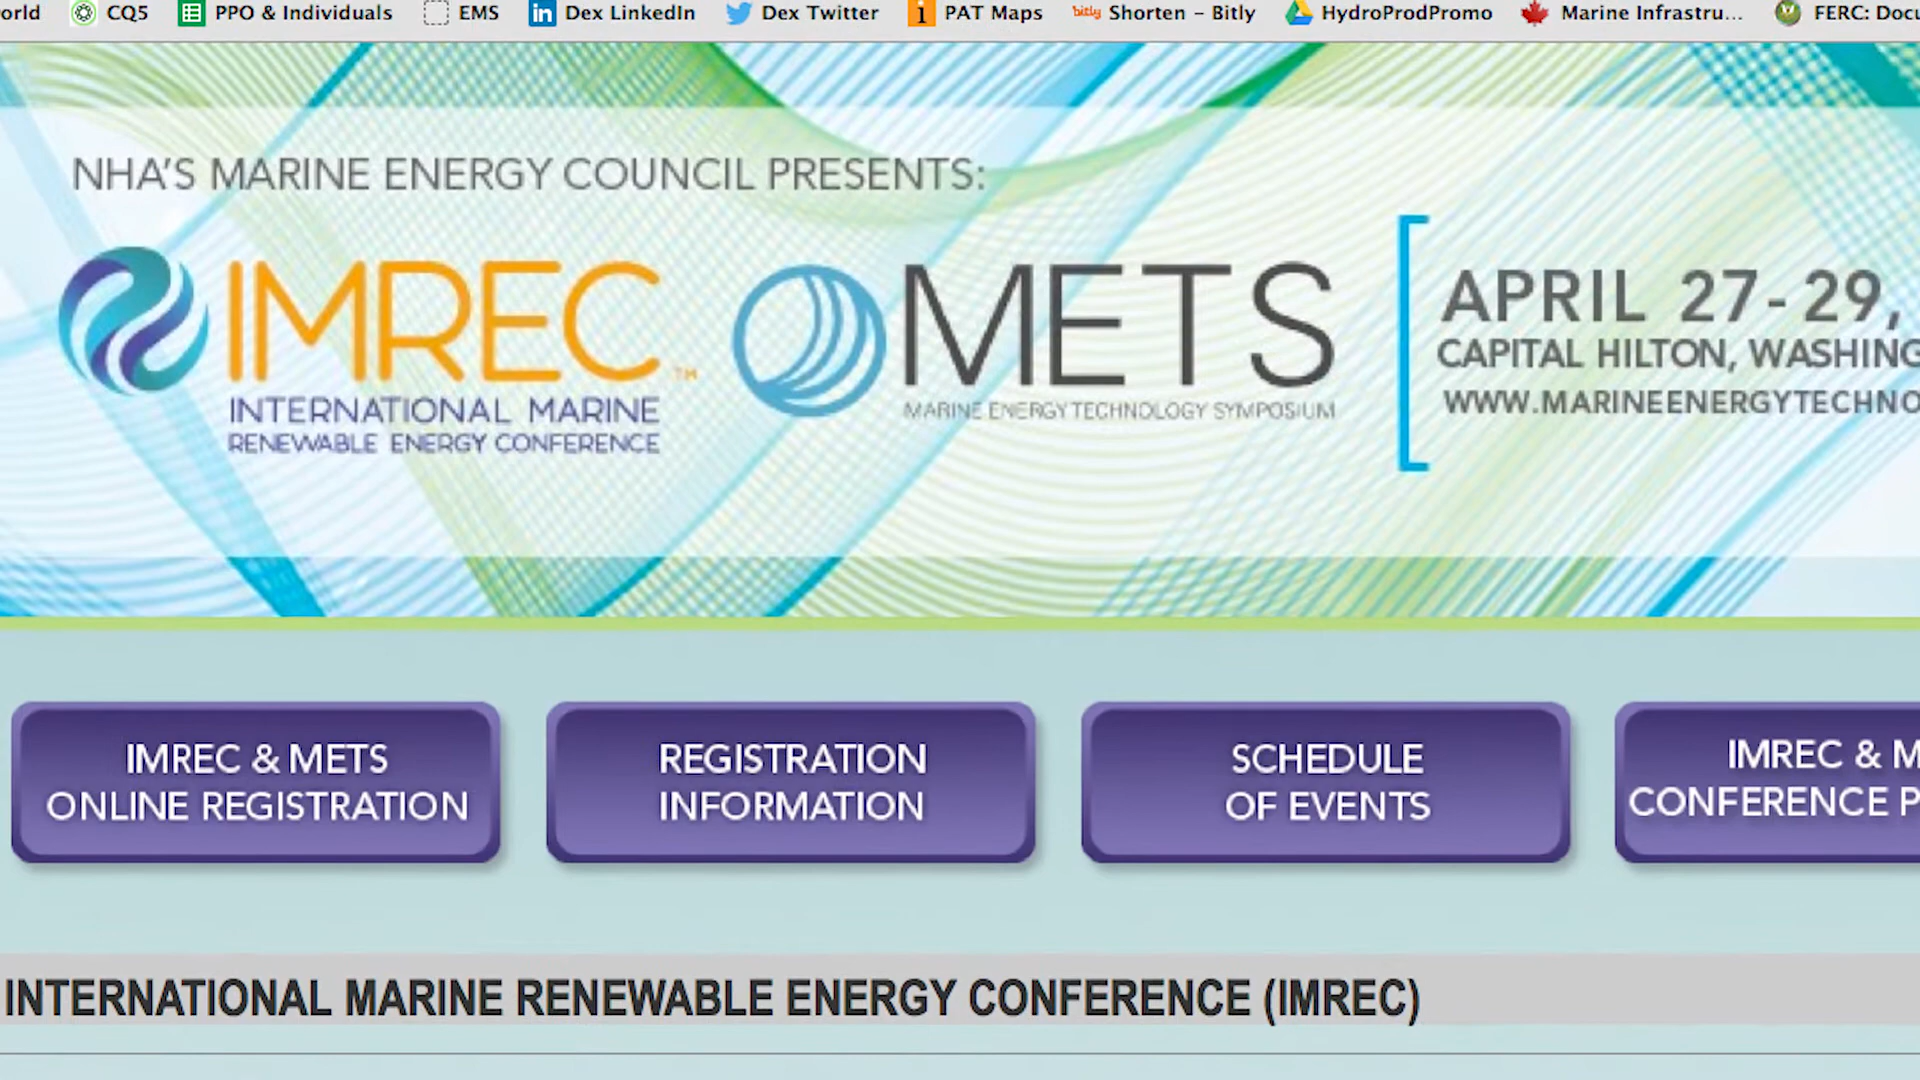 orld CQ5 PPO & Individuals EMS in Dex LinkedIn Dex Twitter i PAT Maps bitly Shorten – Bitly HydroProdPromo Marine Infrastru... FERC: Docu
NHA'S MARINE ENERGY COUNCIL PRESENTS:
IMREC TM
INTERNATIONAL MARINE
RENEWABLE ENERGY CONFERENCE
METS
MARINE ENERGY TECHNOLOGY SYMPOSIUM
APRIL 27-29,
CAPITAL HILTON, WASHING
WWW.MARINEENERGYTECHNO
IMREC & METS
ONLINE REGISTRATION
REGISTRATION
INFORMATION
SCHEDULE
OF EVENTS
IMREC & M
CONFERENCE P
INTERNATIONAL MARINE RENEWABLE ENERGY CONFERENCE (IMREC)